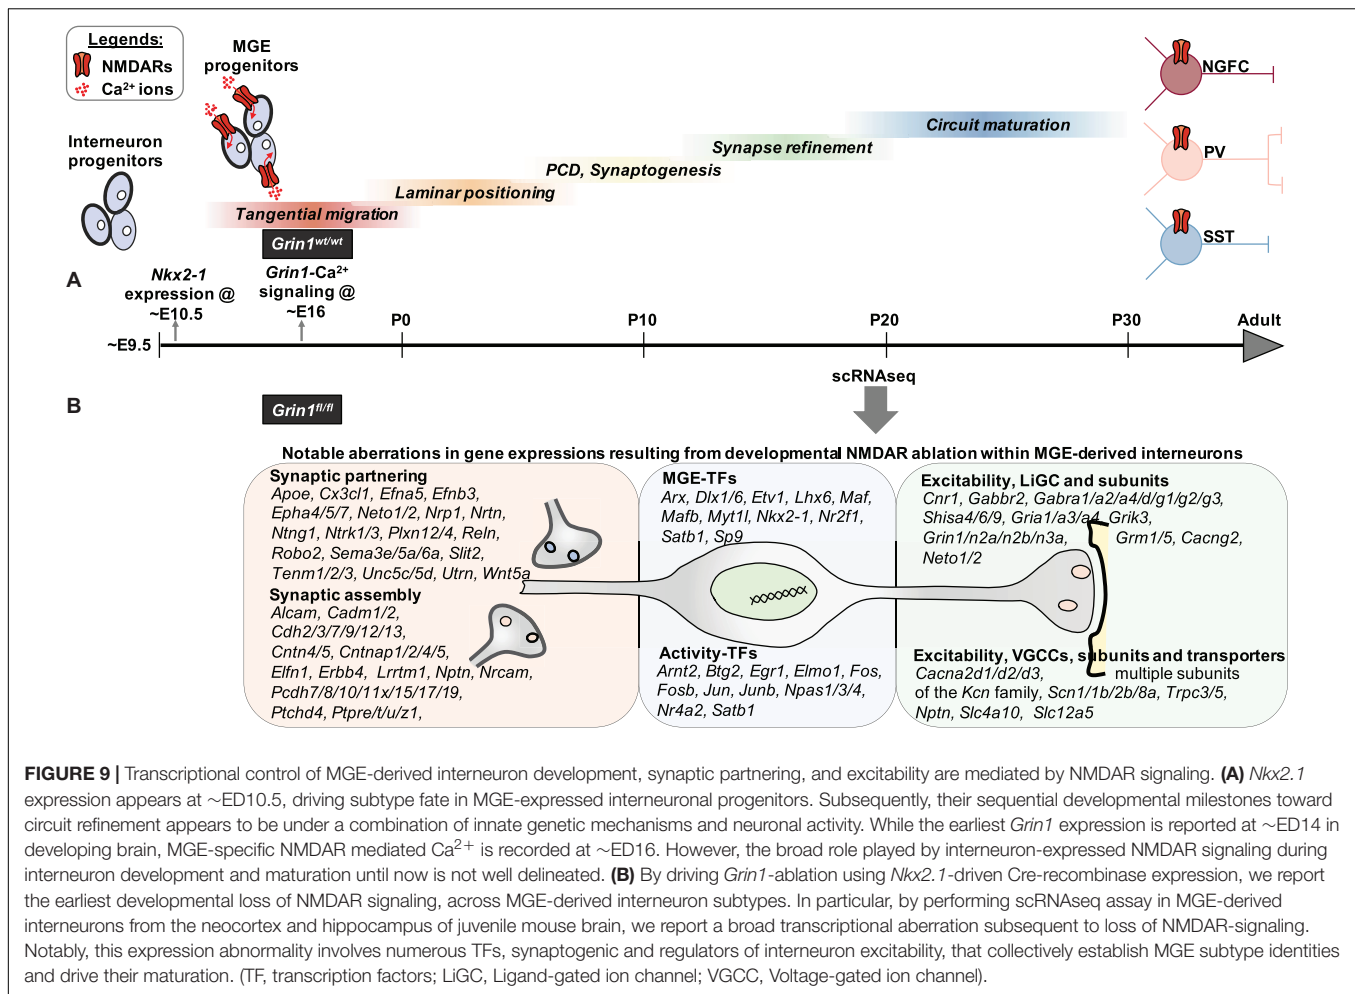 Legends:
NMDARs
Ca2+ ions
MGE
progenitors
Interneuron
progenitors
NGFC
PV
SST
Circuit maturation
Synapse refinement
PCD, Synaptogenesis
Laminar positioning
Tangential migration
Grin1wt/wt
A
Nkx2-1
expression @
~E10.5
Grin1-Ca2+
signaling @
~E16
P0
P10
P20
P30
Adult
~E9.5
scRNAseq
B
Grin1fl/fl
Notable aberrations in gene expressions resulting from developmental NMDAR ablation within MGE-derived interneurons
Synaptic partnering
Apoe, Cx3cl1, Efna5, Efnb3,
Epha4/5/7, Neto1/2, Nrp1, Nrtn,
Ntng1, Ntrk1/3, Plxn12/4, Reln,
Robo2, Sema3e/5a/6a, Slit2,
Tenm1/2/3, Unc5c/5d, Utrn, Wnt5a
Synaptic assembly
Alcam, Cadm1/2,
Cdh2/3/7/9/12/13,
Cntn4/5, Cntnap1/2/4/5,
Elfn1, Erbb4, Lrrtm1, Nptn, Nrcam,
Pcdh7/8/10/11x/15/17/19,
Ptchd4, Ptpre/t/u/z1,
MGE-TFs
Arx, Dlx1/6, Etv1, Lhx6, Maf,
Mafb, Myt1l, Nkx2-1, Nr2f1,
Satb1, Sp9
Activity-TFs
Arnt2, Btg2, Egr1, Elmo1, Fos,
Fosb, Jun, Junb, Npas1/3/4,
Nr4a2, Satb1
Excitability, LiGC and subunits
Cnr1, Gabbr2, Gabra1/a2/a4/d/g1/g2/g3,
Shisa4/6/9, Gria1/a3/a4, Grik3,
Grin1/n2a/n2b/n3a, Grm1/5, Cacng2,
Neto1/2
Excitability, VGCCs, subunits and transporters
Cacna2d1/d2/d3, multiple subunits
of the Kcn family, Scn1/1b/2b/8a, Trpc3/5,
Nptn, Slc4a10, Slc12a5
FIGURE 9 | Transcriptional control of MGE-derived interneuron development, synaptic partnering, and excitability are mediated by NMDAR signaling. (A) Nkx2.1
expression appears at ∼ED10.5, driving subtype fate in MGE-expressed interneuronal progenitors. Subsequently, their sequential developmental milestones toward
circuit refinement appears to be under a combination of innate genetic mechanisms and neuronal activity. While the earliest Grin1 expression is reported at ∼ED14 in
developing brain, MGE-specific NMDAR mediated Ca2+ is recorded at ∼ED16. However, the broad role played by interneuron-expressed NMDAR signaling during
interneuron development and maturation until now is not well delineated. (B) By driving Grin1-ablation using Nkx2.1-driven Cre-recombinase expression, we report
the earliest developmental loss of NMDAR signaling, across MGE-derived interneuron subtypes. In particular, by performing scRNAseq assay in MGE-derived
interneurons from the neocortex and hippocampus of juvenile mouse brain, we report a broad transcriptional aberration subsequent to loss of NMDAR-signaling.
Notably, this expression abnormality involves numerous TFs, synaptogenic and regulators of interneuron excitability, that collectively establish MGE subtype identities
and drive their maturation. (TF, transcription factors; LiGC, Ligand-gated ion channel; VGCC, Voltage-gated ion channel).